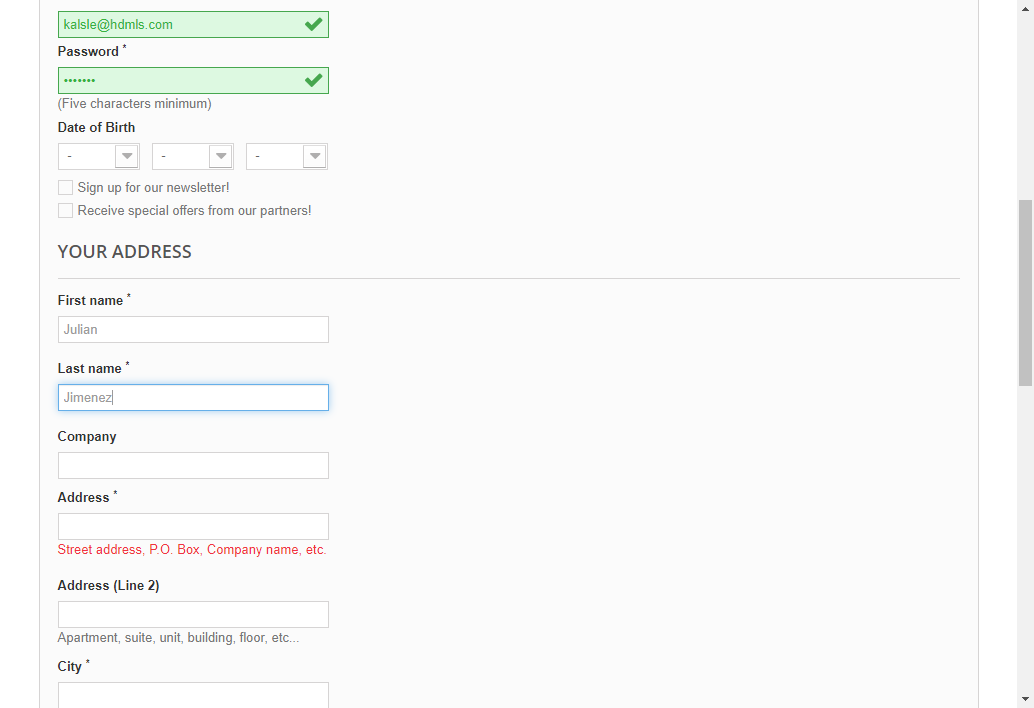 kalsle@hdmls.com
Password *
•••••••
(Five characters minimum)
Date of Birth
- - -
Sign up for our newsletter!
Receive special offers from our partners!
YOUR ADDRESS
First name *
Julian
Last name *
Jimenez
Company
Address *
Street address, P.O. Box, Company name, etc.
Address (Line 2)
Apartment, suite, unit, building, floor, etc...
City *